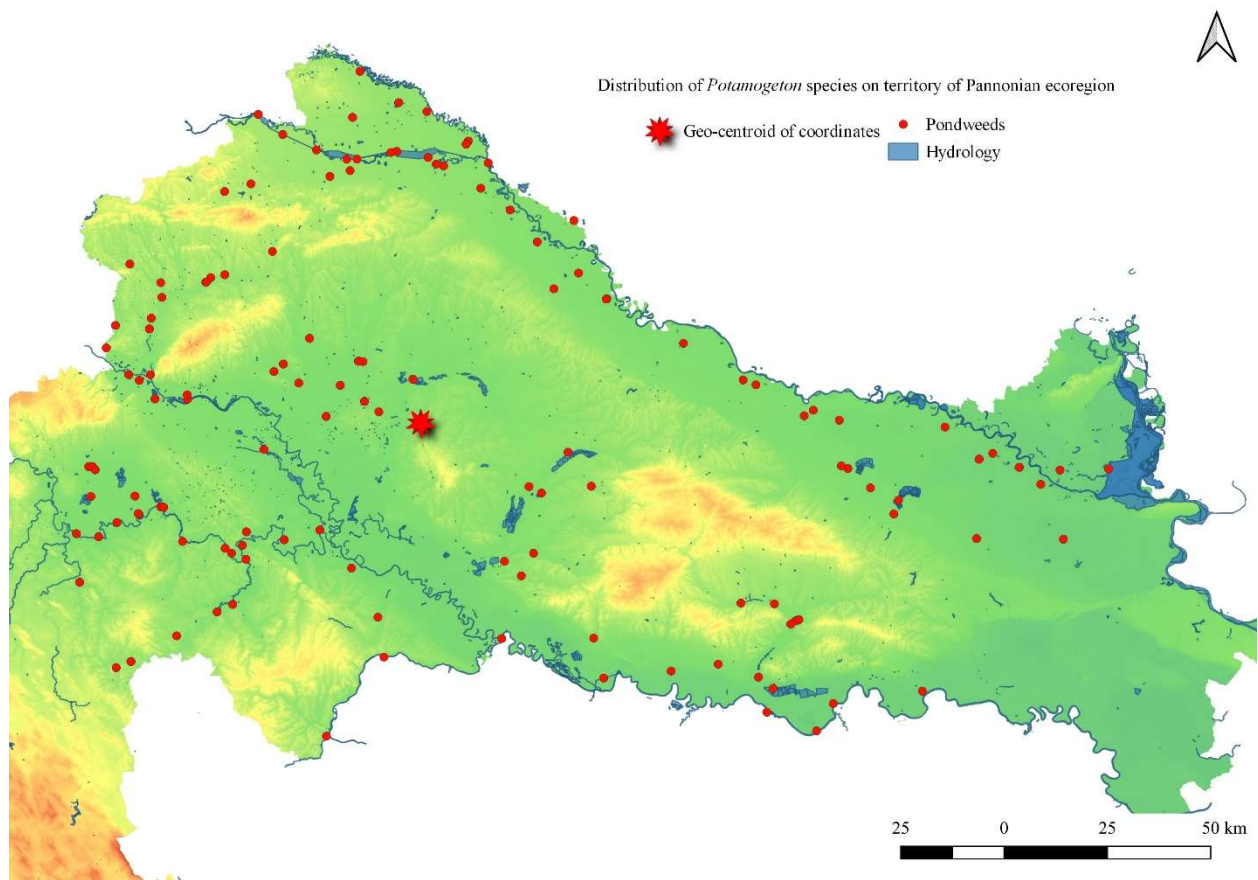 Distribution of Potamogeton species on territory of Pannonian ecoregion
Geo-centroid of coordinates
Pondweeds
Hydrology
25 0 25 50 km